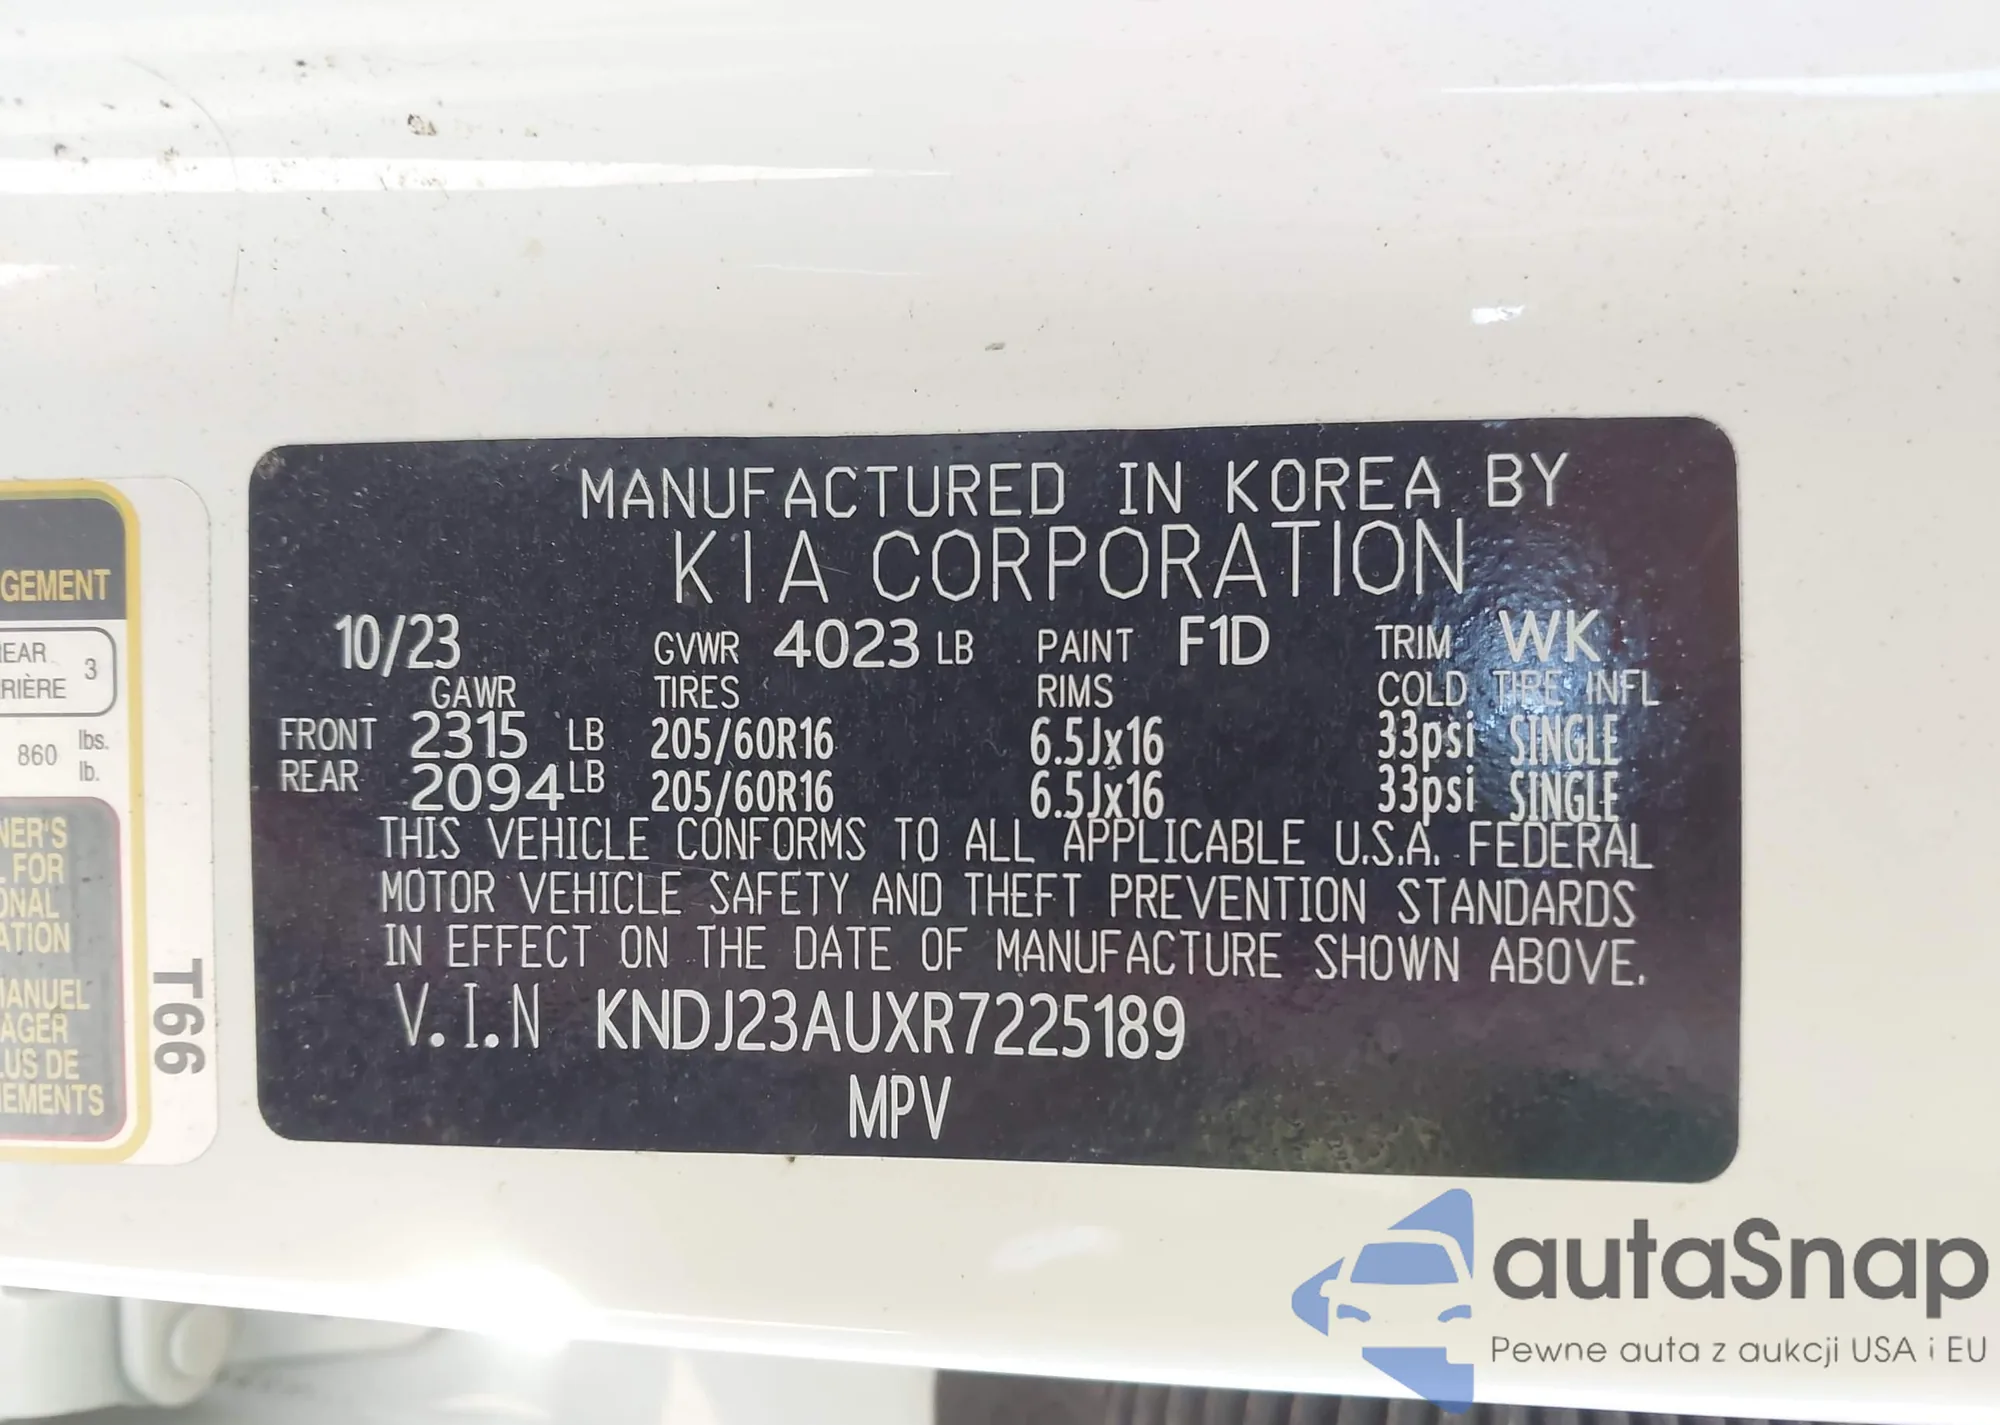 MANUFACTURED IN KOREA BY
KIA CORPORATION
10/23 GVWR 4023 LB PAINT F1D TRIM WK
GAWR TIRES RIMS COLD TIRE INFL
FRONT 2315 LB 205/60R16 6.5Jx16 33psi SINGLE
REAR 2094 LB 205/60R16 6.5Jx16 33psi SINGLE
THIS VEHICLE CONFORMS TO ALL APPLICABLE U.S.A. FEDERAL
MOTOR VEHICLE SAFETY AND THEFT PREVENTION STANDARDS
IN EFFECT ON THE DATE OF MANUFACTURE SHOWN ABOVE.
V.I.N KNDJ23AUXR7225189
MPV
GEMENT
EAR 3
RIÈRE
860 lbs.
lb.
NER'S
L FOR
ONAL
ATION
MANUEL
AGER
LUS DE
EMENTS
T66
autaSnap
Pewne auta z aukcji USA i EU